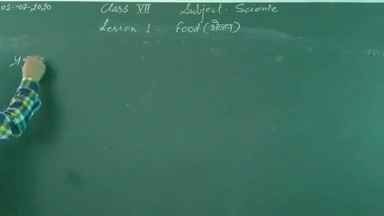 02-07-2020 Class VII Subject- Science
Lesson 1. Food (भोजन)